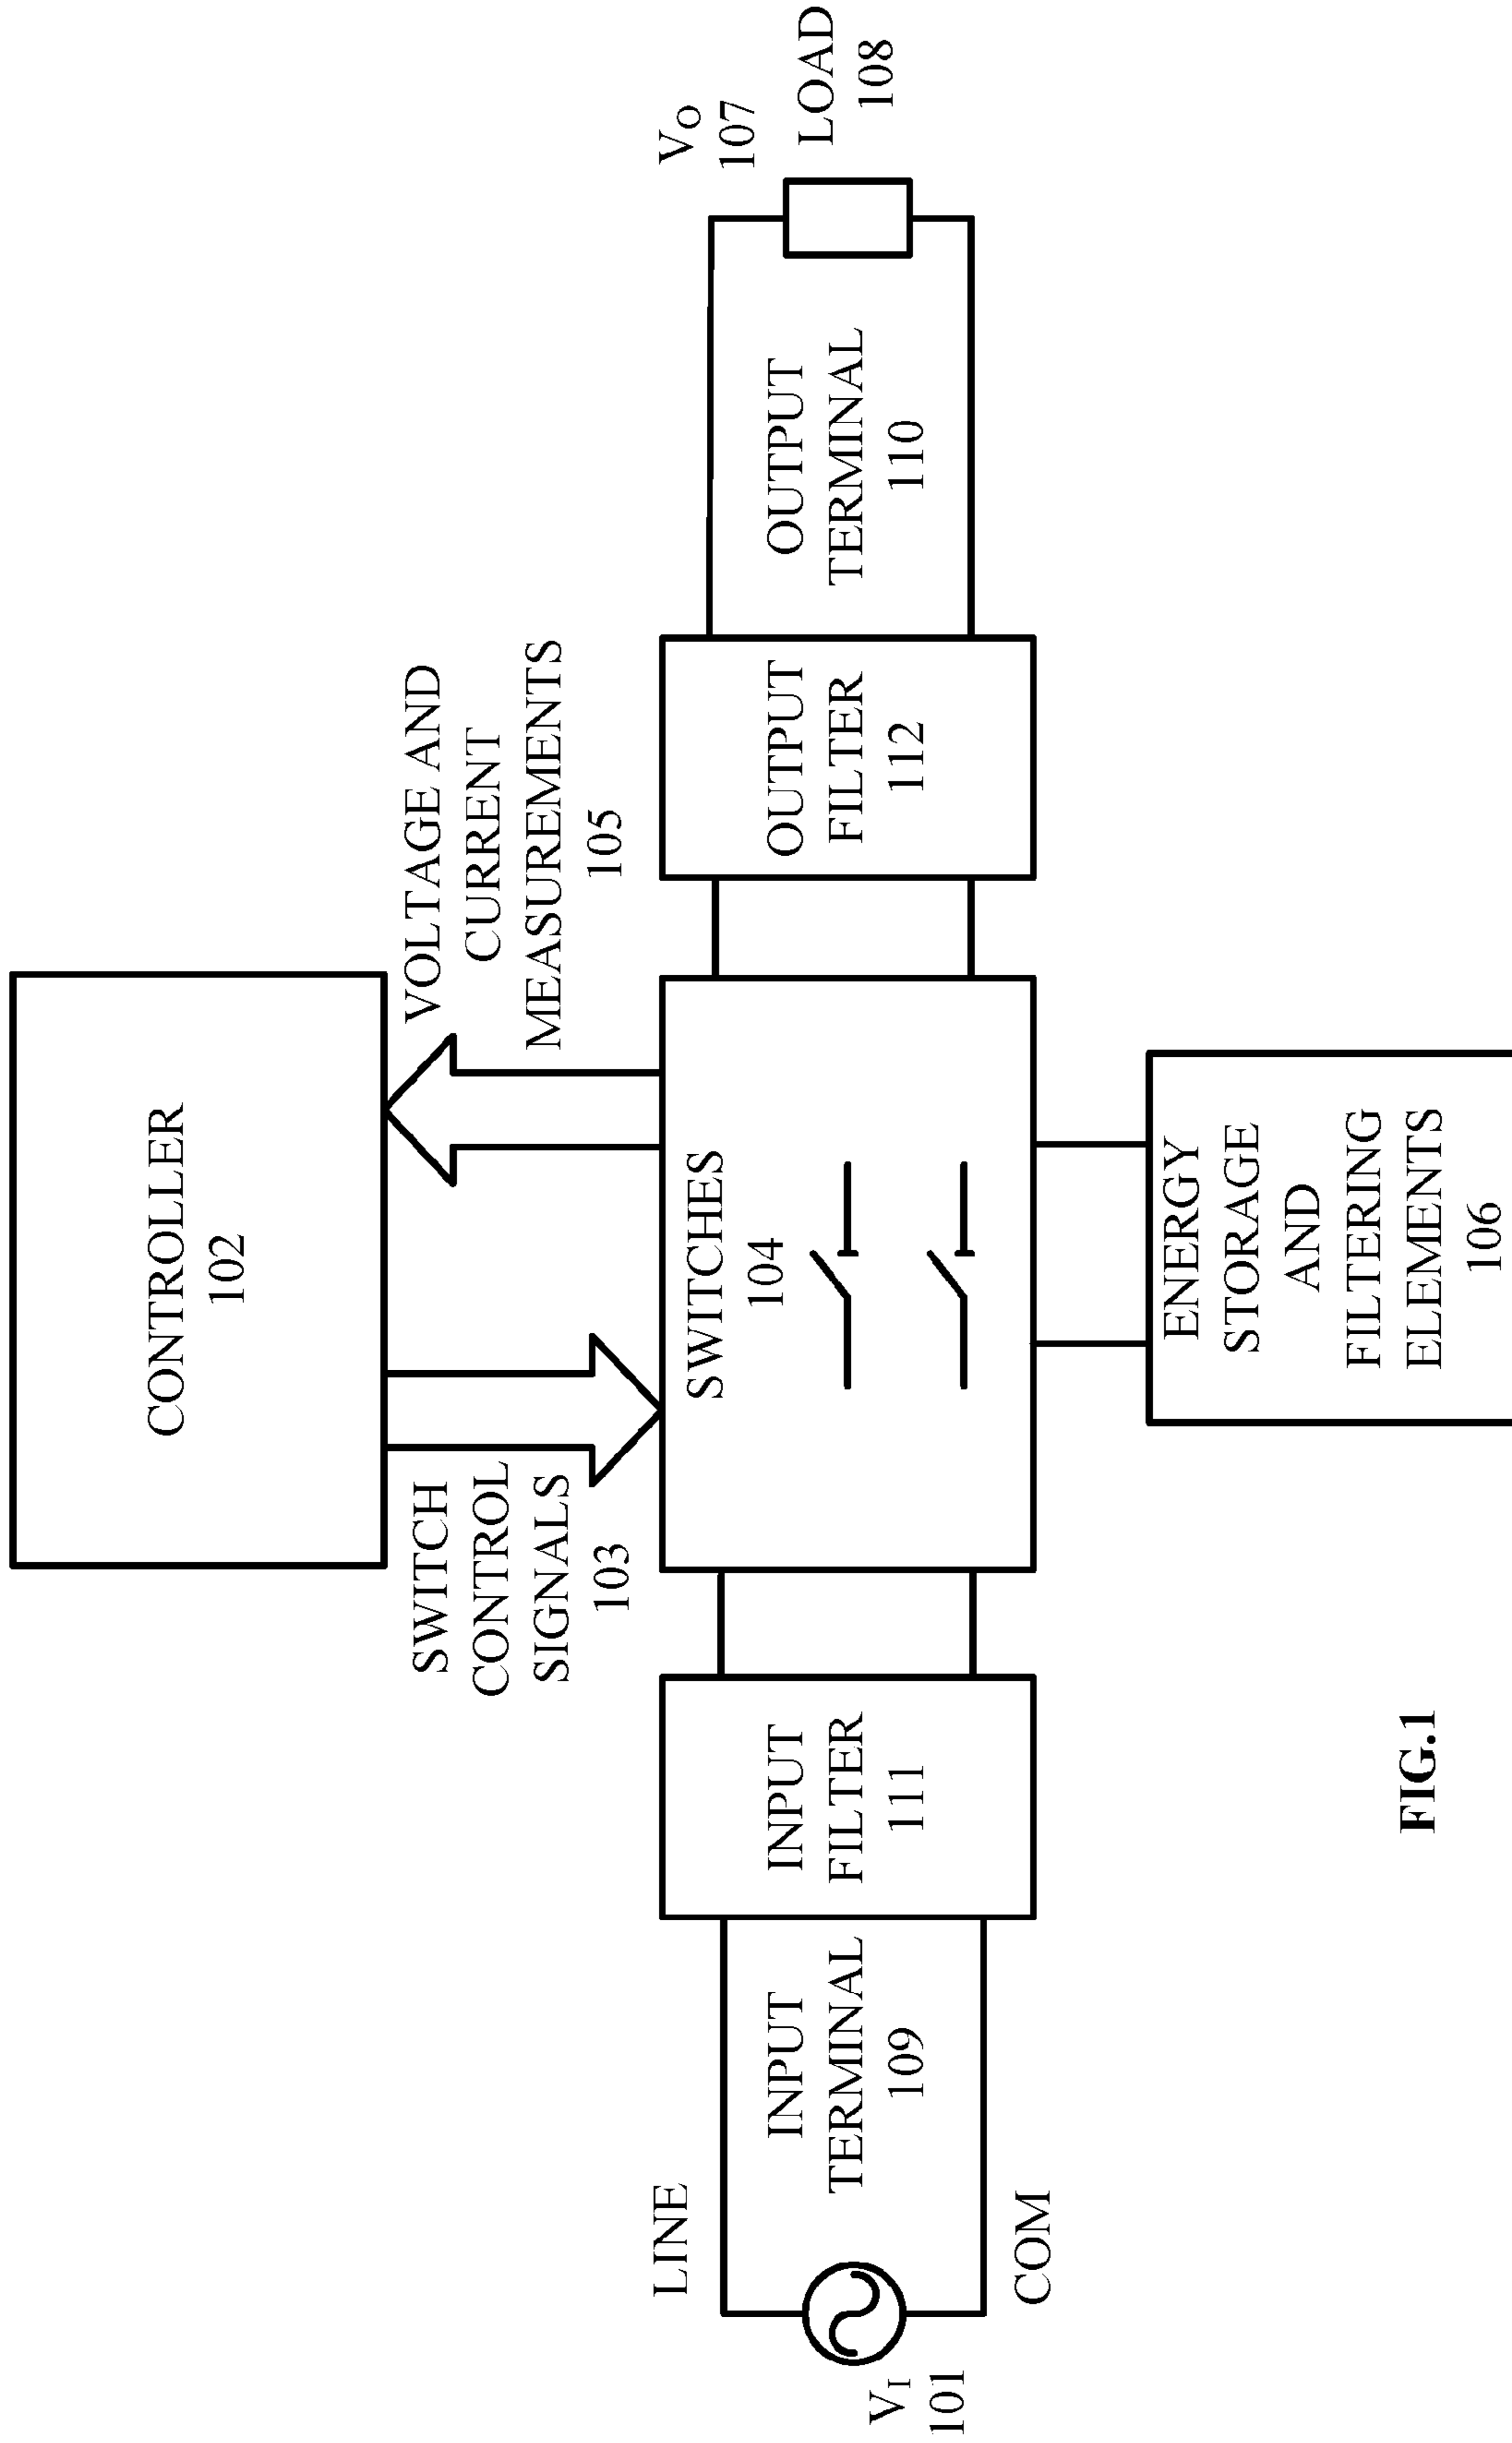 CONTROLLER
102
SWITCH
CONTROL
SIGNALS
103
VOLTAGE AND
CURRENT
MEASUREMENTS
105
LINE
INPUT
TERMINAL
109
V_I
101
COM
INPUT
FILTER
111
SWITCHES
104
OUTPUT
FILTER
112
OUTPUT
TERMINAL
110
V_O
107
LOAD
108
ENERGY
STORAGE
AND
FILTERING
ELEMENTS
106
FIG.1